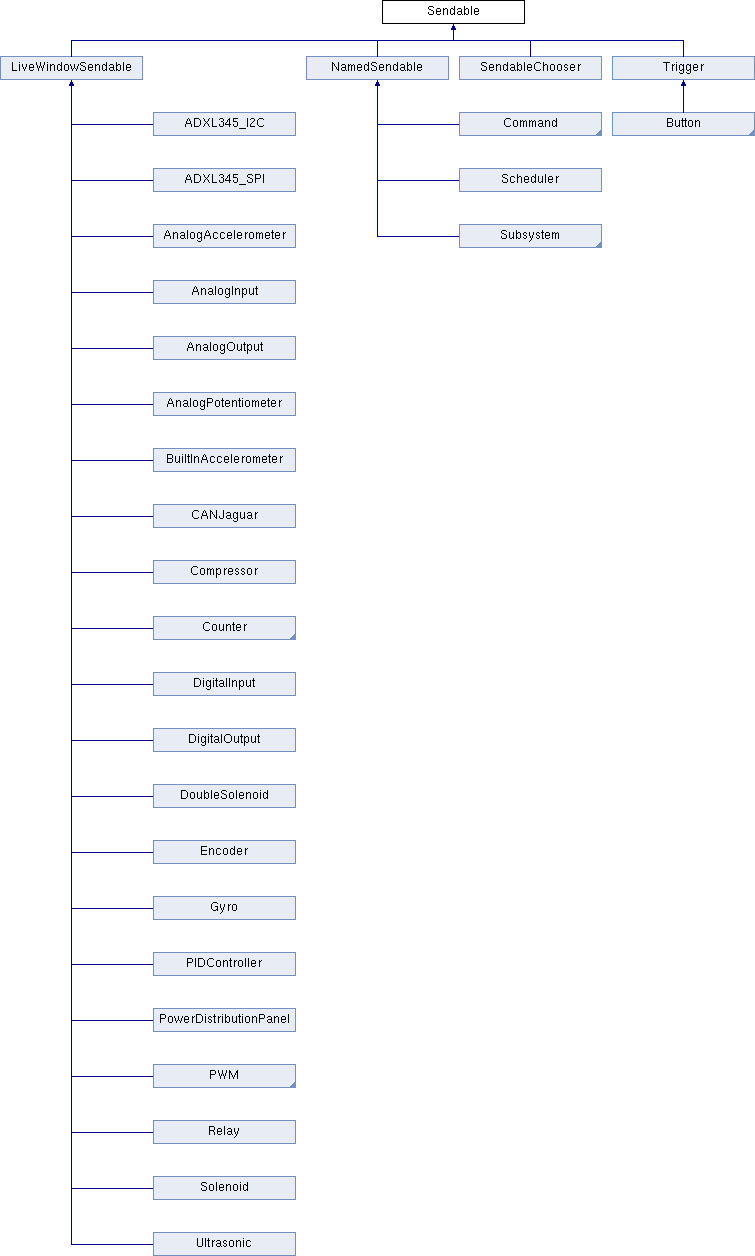 Sendable
LiveWindowSendable
NamedSendable
SendableChooser
Trigger
ADXL345_I2C
Command
Button
ADXL345_SPI
Scheduler
AnalogAccelerometer
Subsystem
AnalogInput
AnalogOutput
AnalogPotentiometer
BuiltInAccelerometer
CANJaguar
Compressor
Counter
DigitalInput
DigitalOutput
DoubleSolenoid
Encoder
Gyro
PIDController
PowerDistributionPanel
PWM
Relay
Solenoid
Ultrasonic